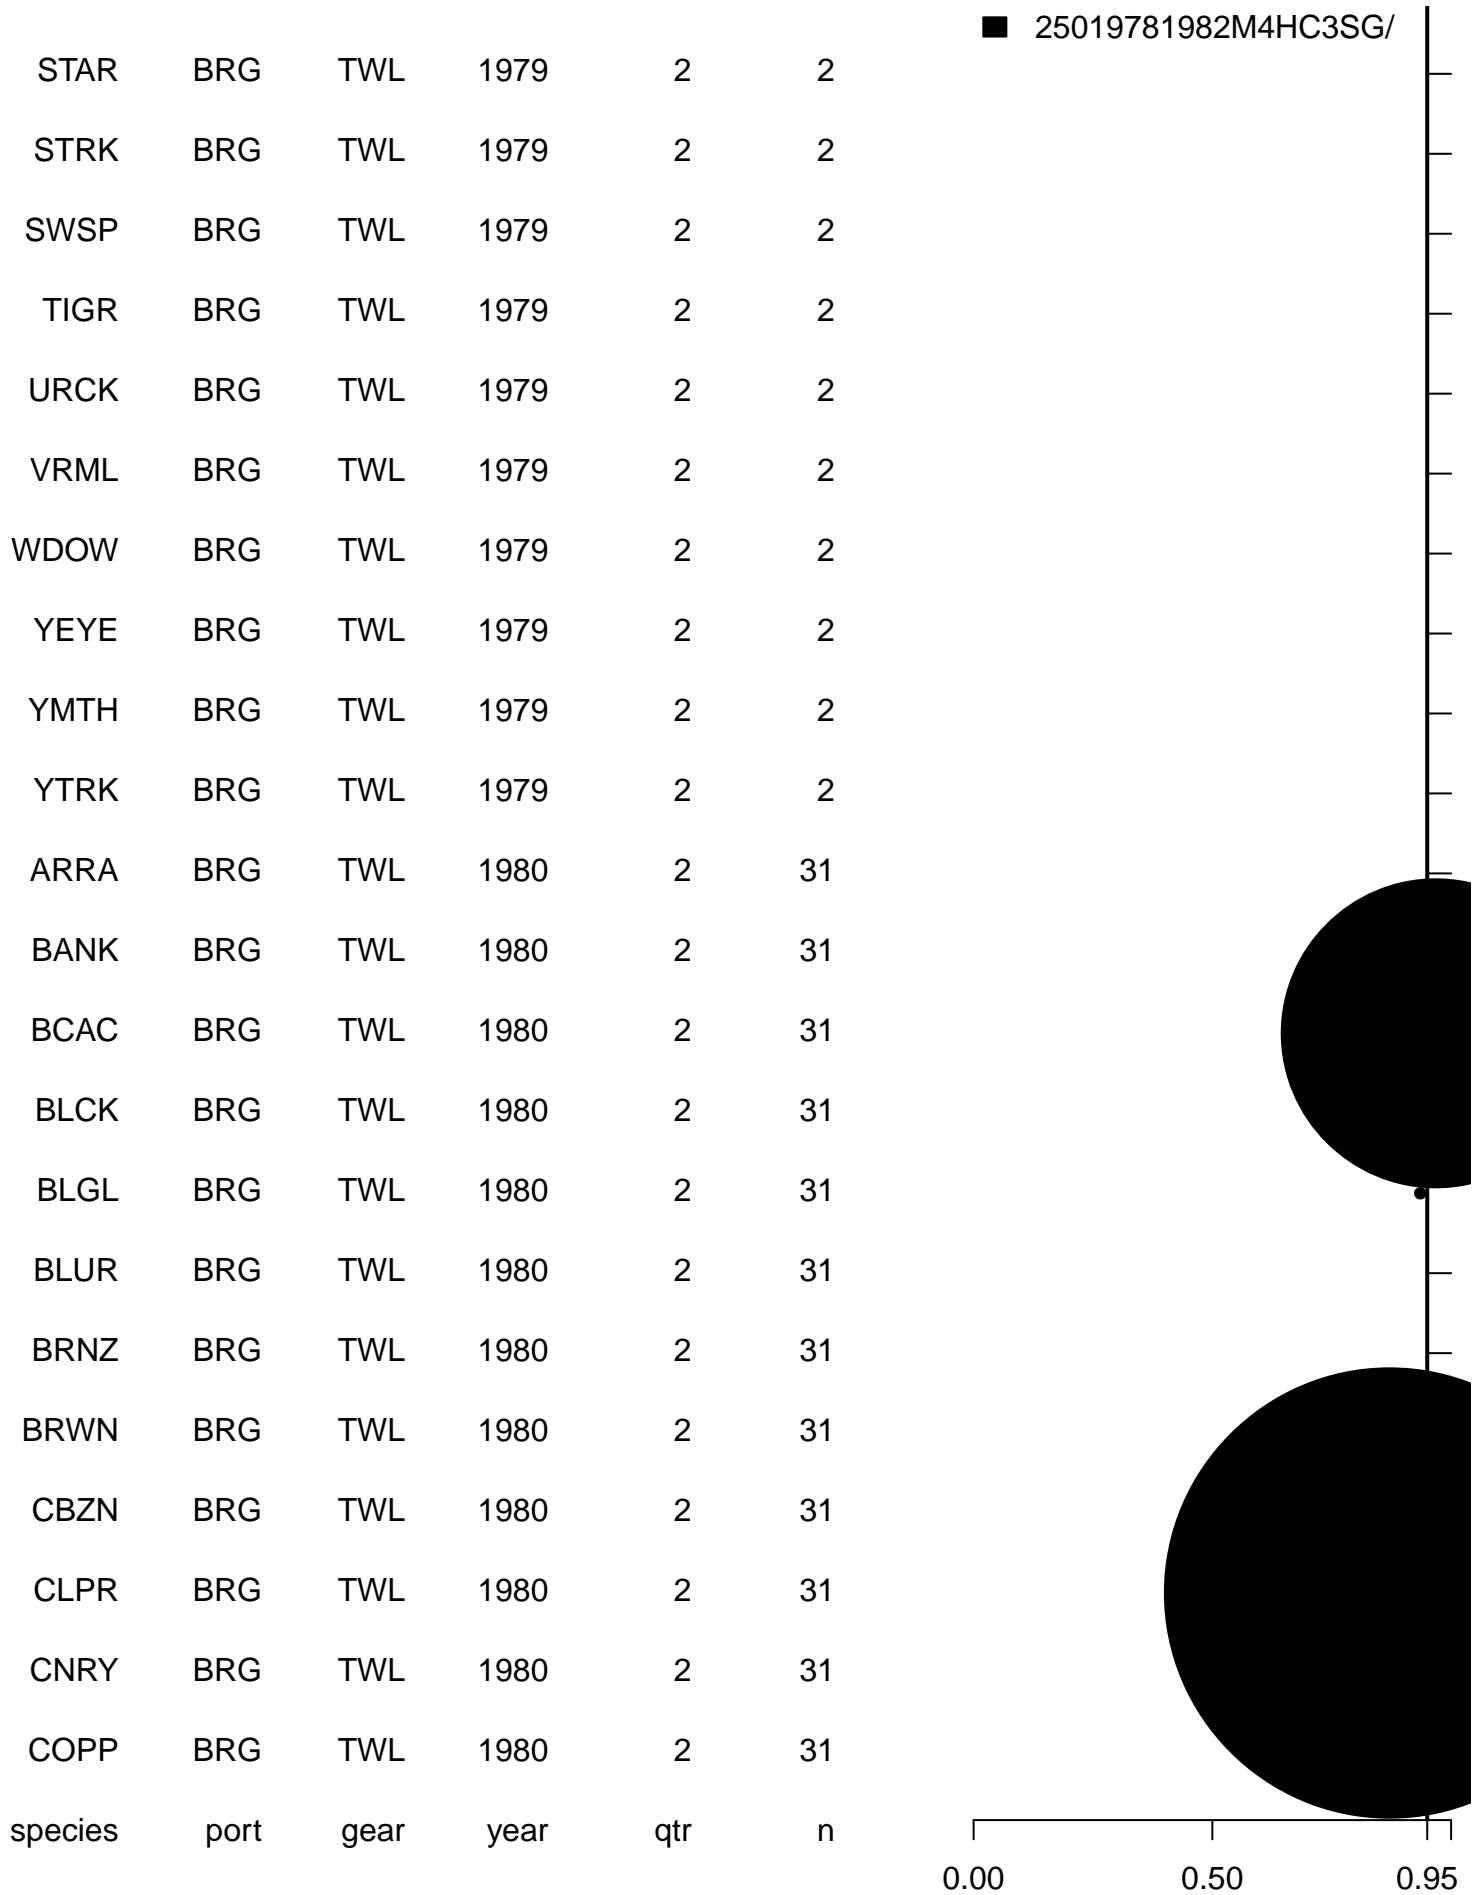 25019781982M4HC3SG/
STAR BRG TWL 1979 2 2
STRK BRG TWL 1979 2 2
SWSP BRG TWL 1979 2 2
TIGR BRG TWL 1979 2 2
URCK BRG TWL 1979 2 2
VRML BRG TWL 1979 2 2
WDOW BRG TWL 1979 2 2
YEYE BRG TWL 1979 2 2
YMTH BRG TWL 1979 2 2
YTRK BRG TWL 1979 2 2
ARRA BRG TWL 1980 2 31
BANK BRG TWL 1980 2 31
BCAC BRG TWL 1980 2 31
BLCK BRG TWL 1980 2 31
BLGL BRG TWL 1980 2 31
BLUR BRG TWL 1980 2 31
BRNZ BRG TWL 1980 2 31
BRWN BRG TWL 1980 2 31
CBZN BRG TWL 1980 2 31
CLPR BRG TWL 1980 2 31
CNRY BRG TWL 1980 2 31
COPP BRG TWL 1980 2 31
species port gear year qtr n
0.00 0.50 0.95